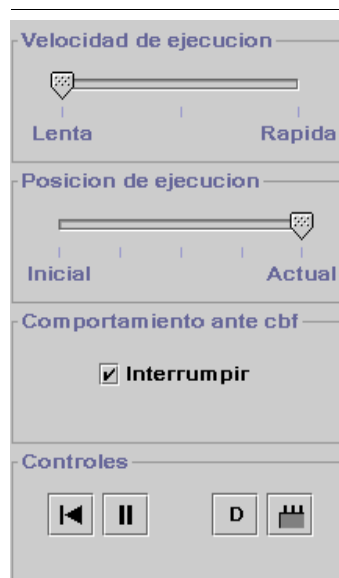 Velocidad de ejecucion
Lenta Rapida
Posicion de ejecucion
Inicial Actual
Comportamiento ante cbf
Interrumpir
Controles
D